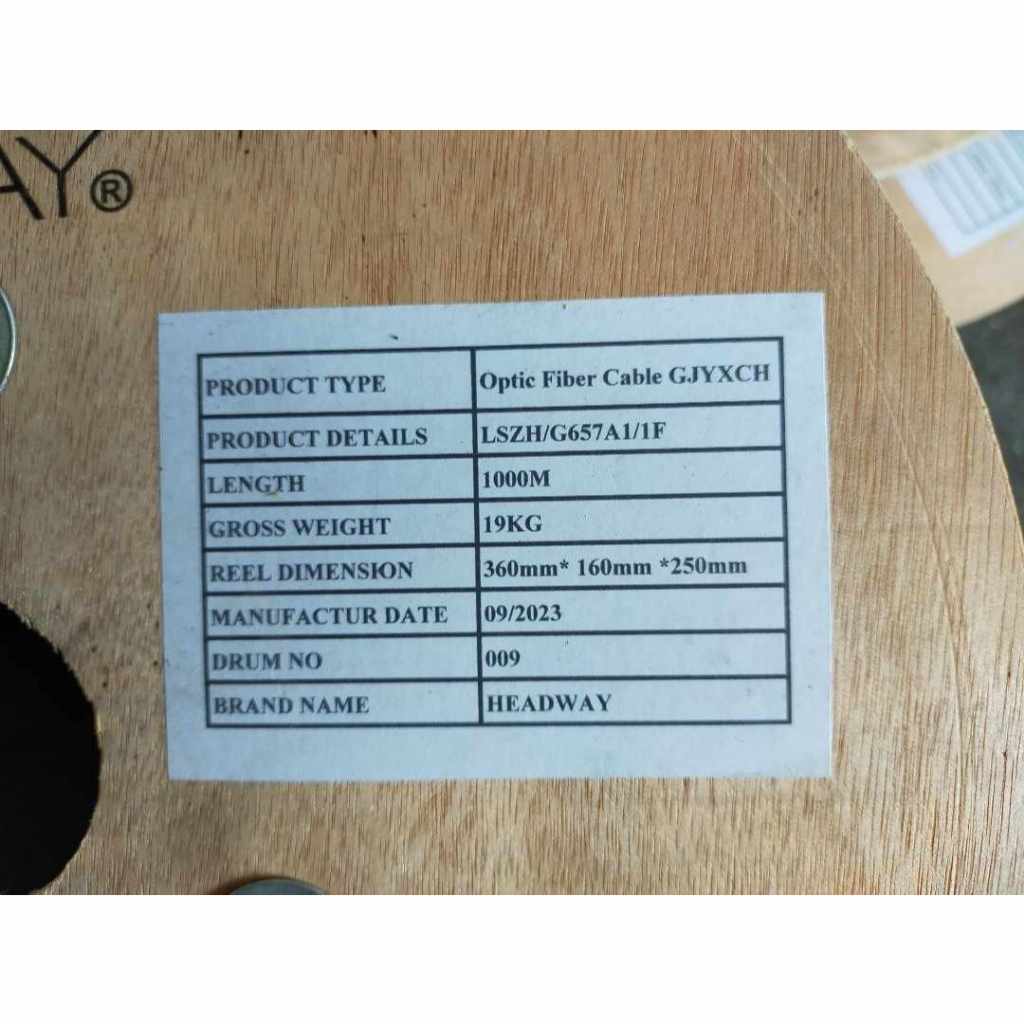 AY®
PRODUCT TYPE Optic Fiber Cable GJYXCH
PRODUCT DETAILS LSZH/G657A1/1F
LENGTH 1000M
GROSS WEIGHT 19KG
REEL DIMENSION 360mm* 160mm *250mm
MANUFACTUR DATE 09/2023
DRUM NO 009
BRAND NAME HEADWAY